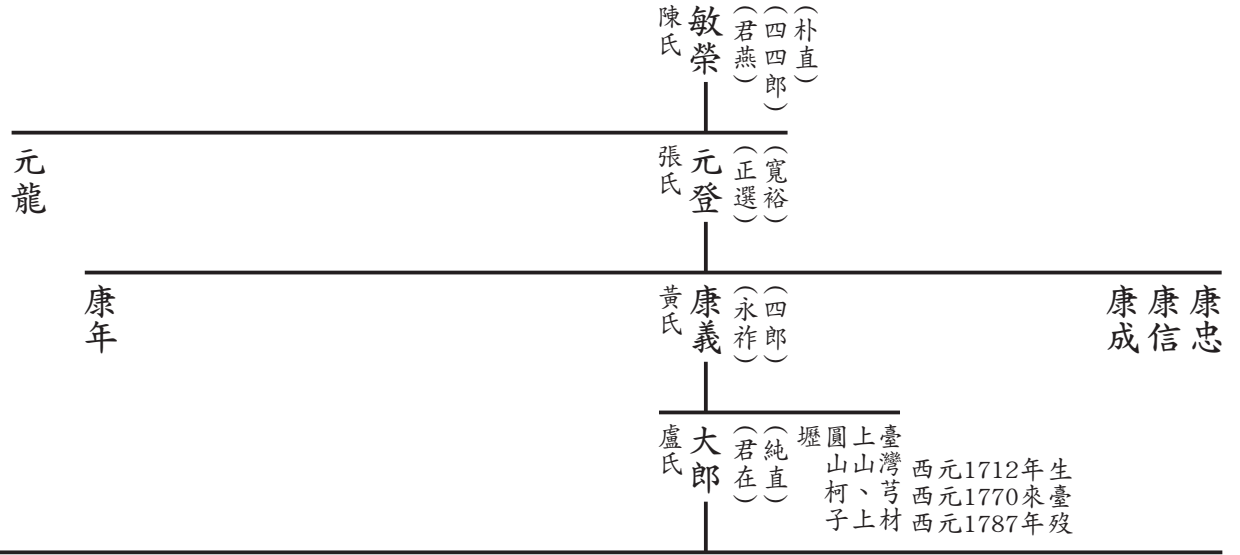 (朴直)
(四四郎)
(君燕)
敏榮
陳氏
(寬裕)
(正選)
元登
張氏
元龍
康忠
康信
康成
(四郎)
(永祚)
康義
黃氏
康年
西元1712年生
西元1770來臺
西元1787年歿
臺灣芎材
上山、上
圓山柯子
壢
(純直)
(君在)
大郎
盧氏